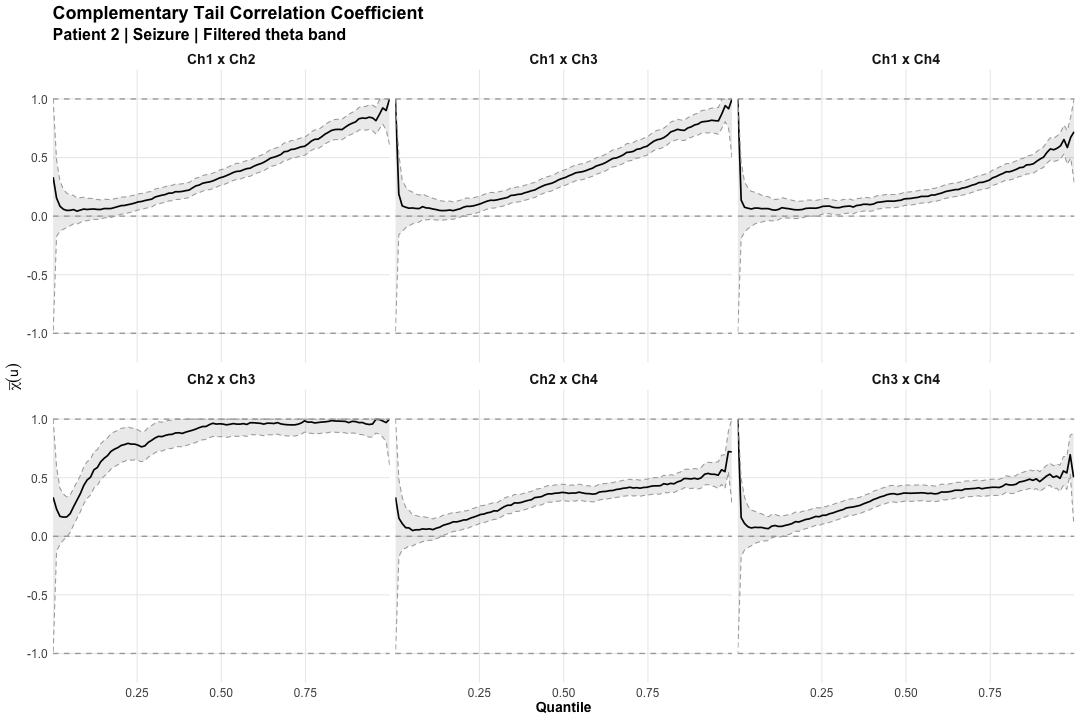 Complementary Tail Correlation Coefficient
Patient 2 | Seizure | Filtered theta band
Ch1 x Ch2 Ch1 x Ch3 Ch1 x Ch4
1.0
0.5
0.0
-0.5
-1.0
χ̅(u)
Ch2 x Ch3 Ch2 x Ch4 Ch3 x Ch4
1.0
0.5
0.0
-0.5
-1.0
0.25 0.50 0.75 0.25 0.50 0.75 0.25 0.50 0.75
Quantile